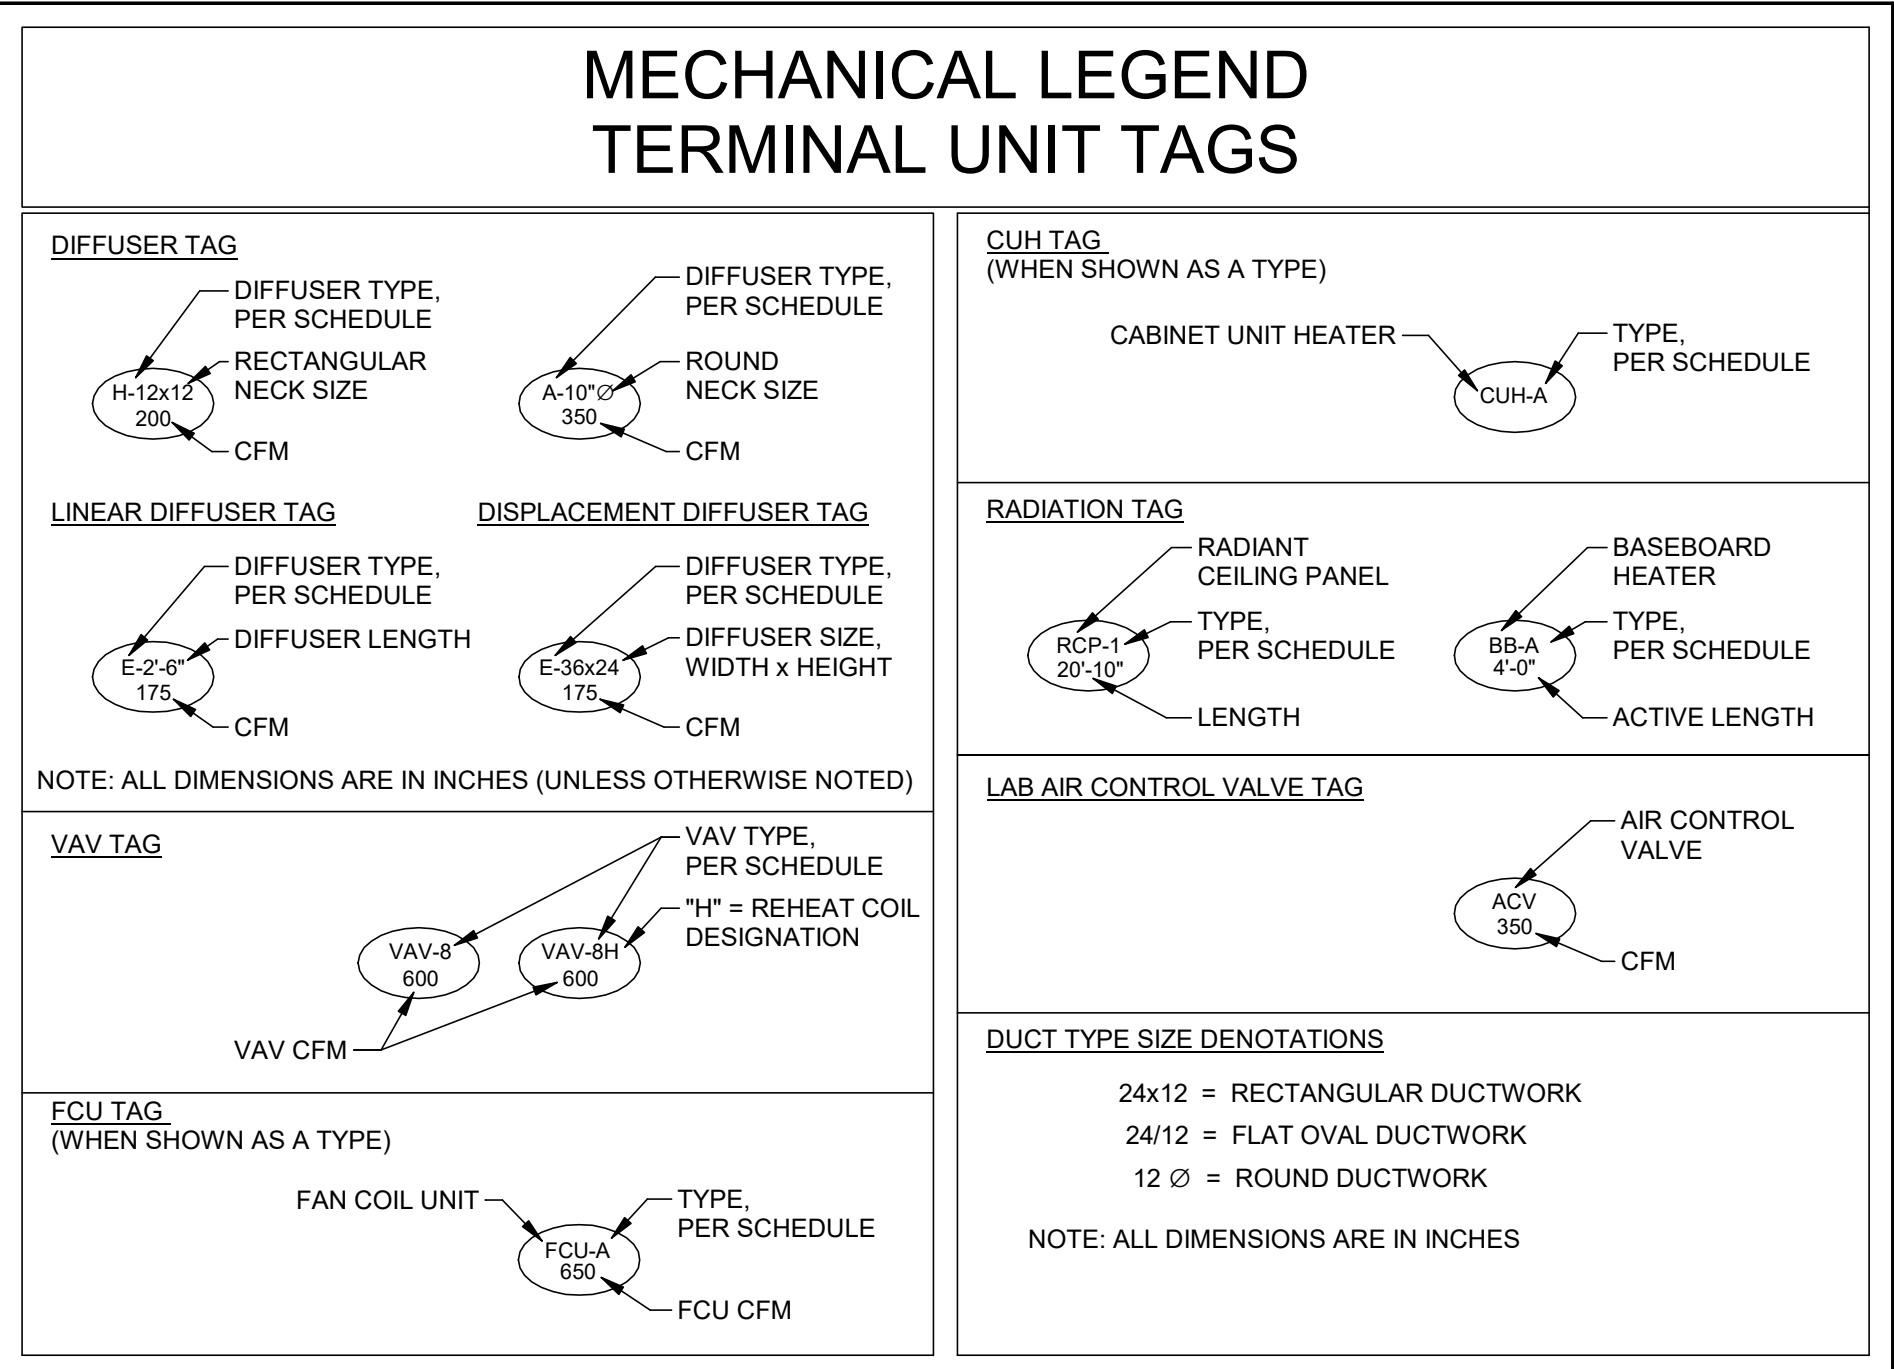 MECHANICAL LEGEND
TERMINAL UNIT TAGS
DIFFUSER TAG
DIFFUSER TYPE,
PER SCHEDULE
RECTANGULAR
NECK SIZE
H-12x12
200
CFM
DIFFUSER TYPE,
PER SCHEDULE
ROUND
NECK SIZE
A-10"∅
350
CFM
LINEAR DIFFUSER TAG
DIFFUSER TYPE,
PER SCHEDULE
DIFFUSER LENGTH
E-2'-6"
175
CFM
DISPLACEMENT DIFFUSER TAG
DIFFUSER TYPE,
PER SCHEDULE
DIFFUSER SIZE,
WIDTH x HEIGHT
E-36x24
175
CFM
NOTE: ALL DIMENSIONS ARE IN INCHES (UNLESS OTHERWISE NOTED)
VAV TAG
VAV TYPE,
PER SCHEDULE
"H" = REHEAT COIL
DESIGNATION
VAV-8
600
VAV-8H
600
VAV CFM
FCU TAG
(WHEN SHOWN AS A TYPE)
FAN COIL UNIT
TYPE,
PER SCHEDULE
FCU-A
650
FCU CFM
CUH TAG
(WHEN SHOWN AS A TYPE)
CABINET UNIT HEATER
TYPE,
PER SCHEDULE
CUH-A
RADIATION TAG
RADIANT
CEILING PANEL
TYPE,
PER SCHEDULE
RCP-1
20'-10"
LENGTH
BASEBOARD
HEATER
TYPE,
PER SCHEDULE
BB-A
4'-0"
ACTIVE LENGTH
LAB AIR CONTROL VALVE TAG
AIR CONTROL
VALVE
ACV
350
CFM
DUCT TYPE SIZE DENOTATIONS
24x12 = RECTANGULAR DUCTWORK
24/12 = FLAT OVAL DUCTWORK
12 ∅ = ROUND DUCTWORK
NOTE: ALL DIMENSIONS ARE IN INCHES